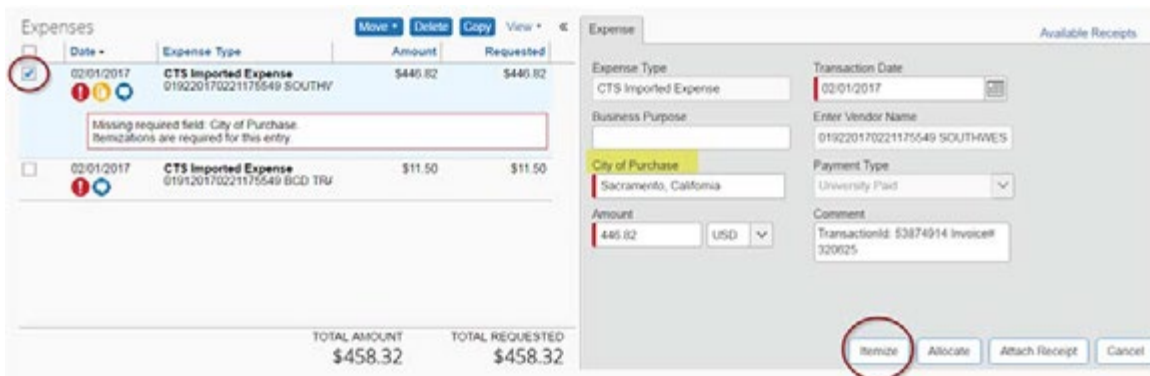 Expenses
Move Delete Copy View «
Date Expense Type Amount Requested
02/01/2017 CTS Imported Expense $446.82 $446.82
019220170221175549 SOUTHV
Missing required field: City of Purchase.
Itemizations are required for this entry.
02/01/2017 CTS Imported Expense $11.50 $11.50
019120170221175549 BCD TRA
TOTAL AMOUNT TOTAL REQUESTED
$458.32 $458.32
Expense Available Receipts
Expense Type Transaction Date
CTS Imported Expense 02/01/2017
Business Purpose Enter Vendor Name
019220170221175549 SOUTHWES
City of Purchase Payment Type
Sacramento, California University Paid
Amount Comment
446.82 USD TransactionId: 53874914 Invoice#
320625
Itemize Allocate Attach Receipt Cancel